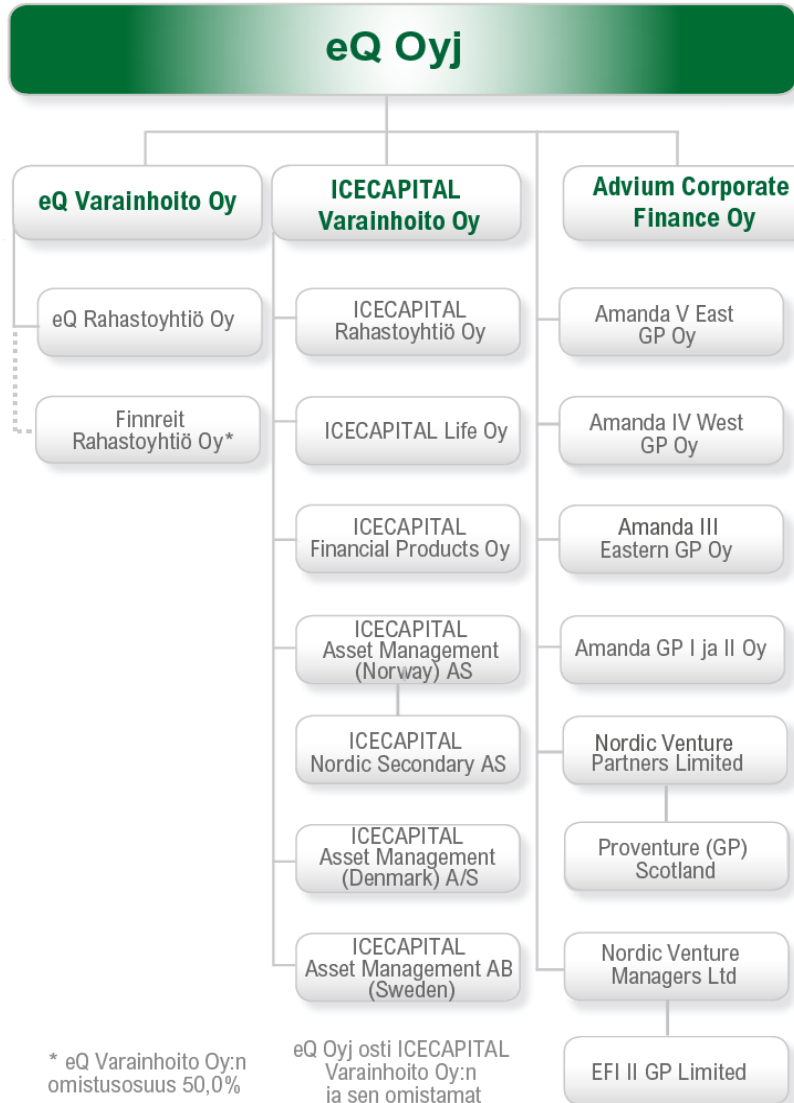 eQ Oyj
eQ Varainhoito Oy
ICECAPITAL
Varainhoito Oy
Advium Corporate
Finance Oy
eQ Rahastoyhtiö Oy
Finnreit
Rahastoyhtiö Oy*
ICECAPITAL
Rahastoyhtiö Oy
ICECAPITAL Life Oy
ICECAPITAL
Financial Products Oy
ICECAPITAL
Asset Management
(Norway) AS
ICECAPITAL
Nordic Secondary AS
ICECAPITAL
Asset Management
(Denmark) A/S
ICECAPITAL
Asset Management AB
(Sweden)
Amanda V East
GP Oy
Amanda IV West
GP Oy
Amanda III
Eastern GP Oy
Amanda GP I ja II Oy
Nordic Venture
Partners Limited
Proventure (GP)
Scotland
Nordic Venture
Managers Ltd
EFI II GP Limited
* eQ Varainhoito Oy:n
omistusosuus 50,0%
eQ Oyj osti ICECAPITAL
Varainhoito Oy:n
ja sen omistamat